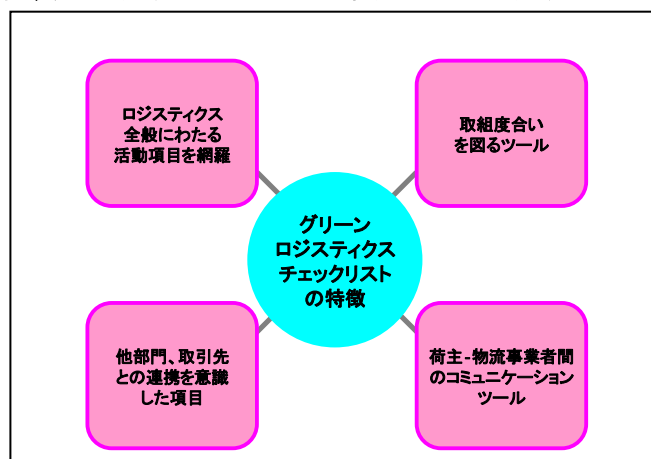 ロジスティクス
全般にわたる
活動項目を網羅
取組度合い
を図るツール
グリーン
ロジスティクス
チェックリスト
の特徴
他部門、取引先
との連携を意識
した項目
荷主-物流事業者間
のコミュニケーション
ツール